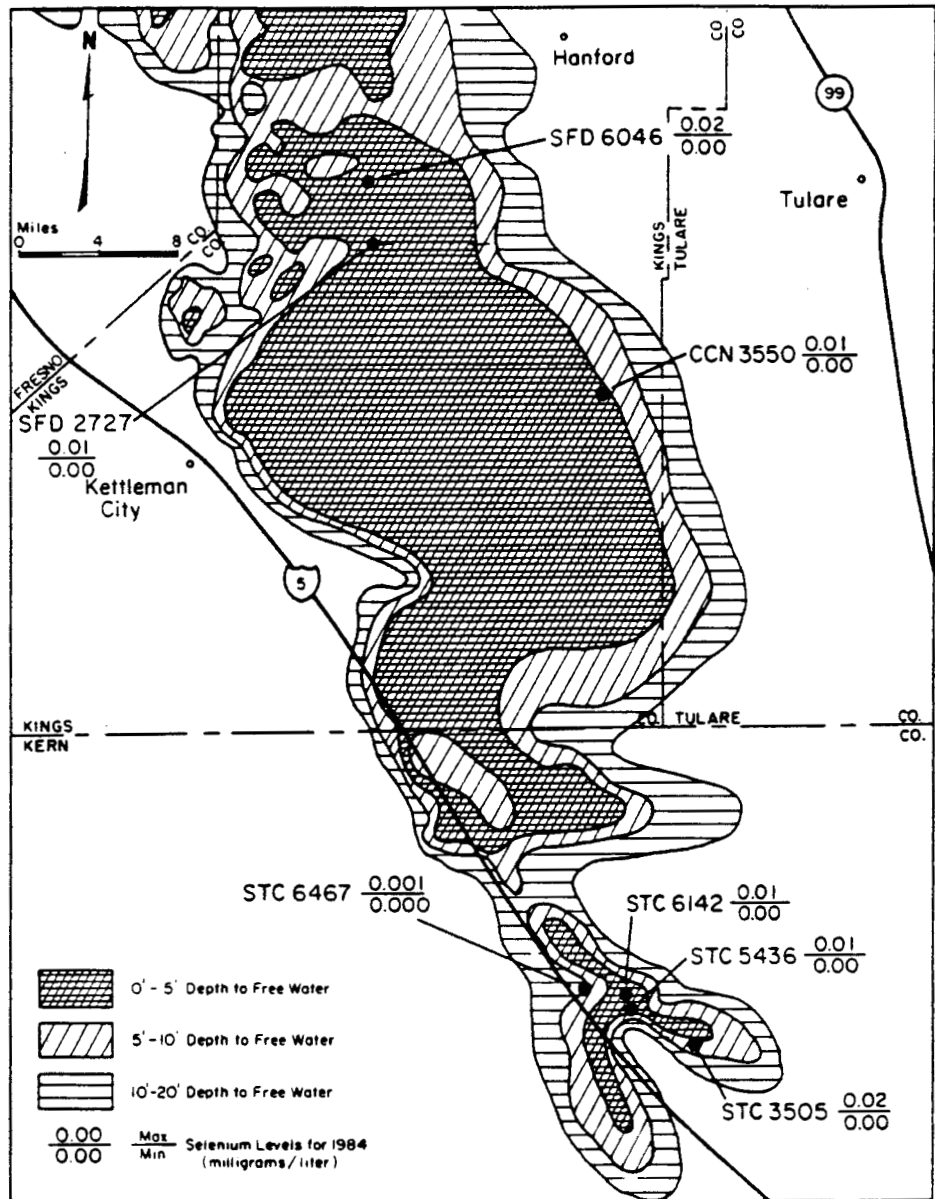 CO
CO
N
Hanford
99
SFD 6046 0.02
0.00
Tulare
Miles
0 4 8
CO
CO
KINGS
TULARE
FRESNO
KINGS
CCN 3550 0.01
0.00
SFD 2727
0.01
0.00
Kettleman
City
5
KINGS
KERN
CO. TULARE
CO.
CO.
STC 6467 0.001
0.000
STC 6142 0.01
0.00
STC 5436 0.01
0.00
STC 3505 0.02
0.00
0'-5' Depth to Free Water
5'-10' Depth to Free Water
10'-20' Depth to Free Water
0.00 Max Selenium Levels for 1984
0.00 Min (milligrams/liter)